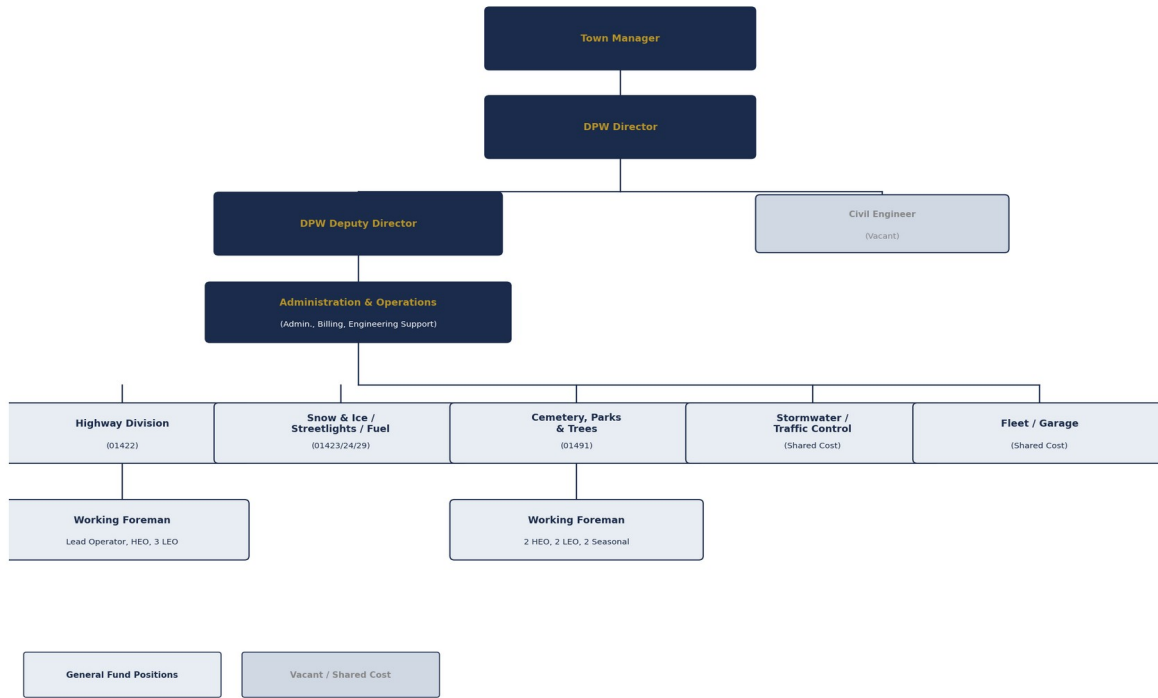 Town Manager
DPW Director
DPW Deputy Director
Civil Engineer
(Vacant)
Administration & Operations
(Admin., Billing, Engineering Support)
Highway Division
(01422)
Snow & Ice /
Streetlights / Fuel
(01423/24/29)
Cemetery, Parks
& Trees
(01491)
Stormwater /
Traffic Control
(Shared Cost)
Fleet / Garage
(Shared Cost)
Working Foreman
Lead Operator, HEO, 3 LEO
Working Foreman
2 HEO, 2 LEO, 2 Seasonal
General Fund Positions
Vacant / Shared Cost